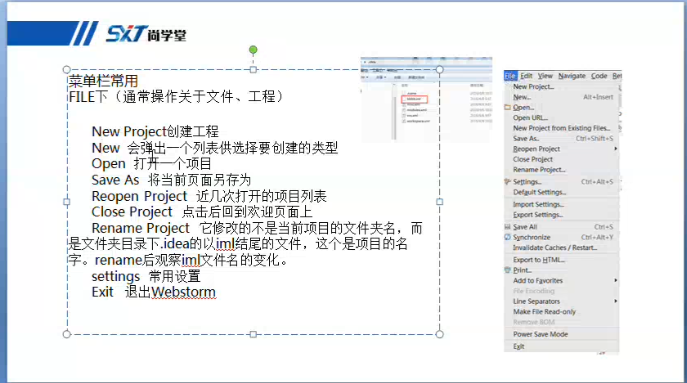 SXT 尚学堂
菜单栏常用
FILE下（通常操作关于文件、工程）
New Project创建工程
New 会弹出一个列表供选择要创建的类型
Open 打开一个项目
Save As 将当前页面另存为
Reopen Project 近几次打开的项目列表
Close Project 点击后回到欢迎页面上
Rename Project 它修改的不是当前项目的文件夹名，而
是文件夹目录下.idea的以iml结尾的文件，这个是项目的名
字。rename后观察iml文件名的变化。
settings 常用设置
Exit 退出Webstorm
File Edit View Navigate Code
New Project...
New... Alt+Insert
Open...
Open URL...
New Project from Existing Files...
Save As... Ctrl+Shift+S
Reopen Project
Close Project
Rename Project...
Settings... Ctrl+Alt+S
Default Settings...
Import Settings...
Export Settings...
Save All Ctrl+S
Synchronize Ctrl+Alt+Y
Invalidate Caches / Restart...
Export to HTML...
Print...
Add to Favorites
File Encoding
Line Separators
Make File Read-only
Remove BOM
Power Save Mode
Exit